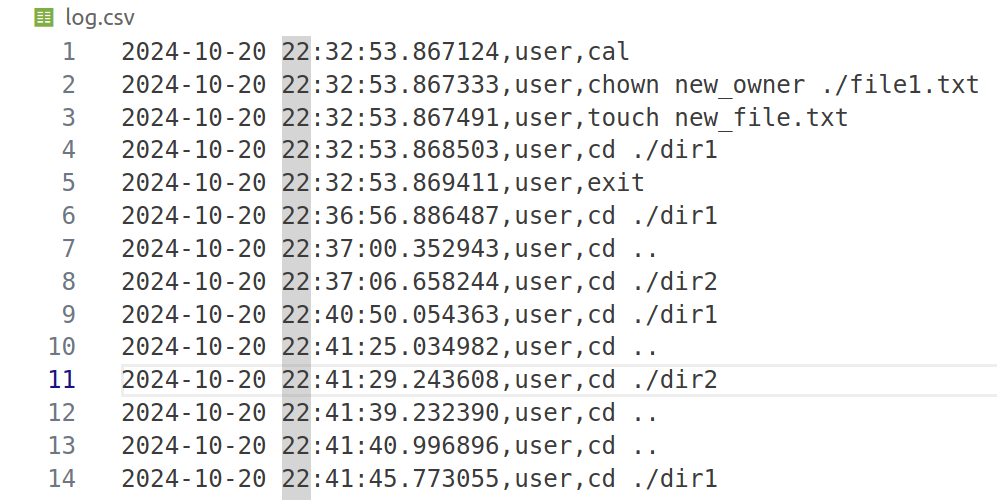 log.csv
1 2024-10-20 22:32:53.867124,user,cal
2 2024-10-20 22:32:53.867333,user,chown new_owner ./file1.txt
3 2024-10-20 22:32:53.867491,user,touch new_file.txt
4 2024-10-20 22:32:53.868503,user,cd ./dir1
5 2024-10-20 22:32:53.869411,user,exit
6 2024-10-20 22:36:56.886487,user,cd ./dir1
7 2024-10-20 22:37:00.352943,user,cd ..
8 2024-10-20 22:37:06.658244,user,cd ./dir2
9 2024-10-20 22:40:50.054363,user,cd ./dir1
10 2024-10-20 22:41:25.034982,user,cd ..
11 2024-10-20 22:41:29.243608,user,cd ./dir2
12 2024-10-20 22:41:39.232390,user,cd ..
13 2024-10-20 22:41:40.996896,user,cd ..
14 2024-10-20 22:41:45.773055,user,cd ./dir1